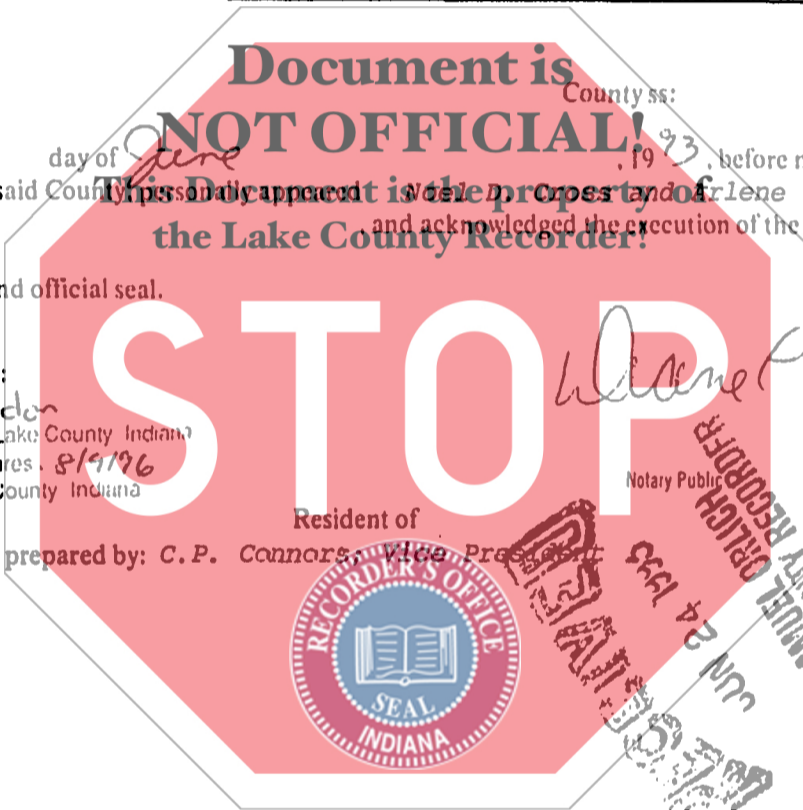 Document is
County ss:
NOT OFFICIAL!
day of June , 19 93 , before
said County, personally appeared Noel D. Cross and Arlene
This Document is the property of
and acknowledged the execution of the
the Lake County Recorder!
nd official seal.
STOP
Lake County Indiana
res. 8/9/96
ounty Indiana
Notary Public
Resident of
prepared by: C.P. Connors, Vice President
RECORDER'S OFFICE
SEAL
INDIANA
JUN 24 1993